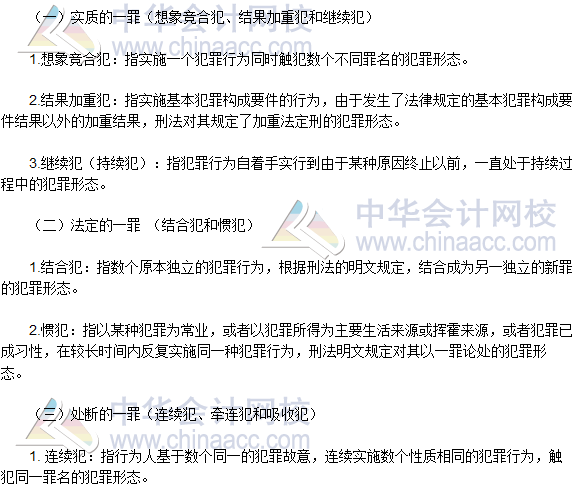 （一）实质的一罪（想象竞合犯、结果加重犯和继续犯）
中华会计网校
www.chinaacc.com
1.想象竞合犯：指实施一个犯罪行为同时触犯数个不同罪名的犯罪形态。
2.结果加重犯：指实施基本犯罪构成要件的行为，由于发生了法律规定的基本犯罪构成要
件结果以外的加重结果，刑法对其规定了加重法定刑的犯罪形态。
3.继续犯（持续犯）：指犯罪行为自着手实行到由于某种原因终止以前，一直处于持续过
程中的犯罪形态。
（二）法定的一罪 （结合犯和惯犯）
中华会计网校
www.chinaacc.com
1.结合犯：指数个原本独立的犯罪行为，根据刑法的明文规定，结合成为另一独立的新罪
的犯罪形态。
2.惯犯：指以某种犯罪为常业，或者以犯罪所得为主要生活来源或挥霍来源，或者犯罪已
成习性，在较长时间内反复实施同一种犯罪行为，刑法明文规定对其以一罪论处的犯罪形
态。
（三）处断的一罪（连续犯、牵连犯和吸收犯）
中华会计网校
www.chinaacc.com
1. 连续犯：指行为人基于数个同一的犯罪故意，连续实施数个性质相同的犯罪行为，触
犯同一罪名的犯罪形态。